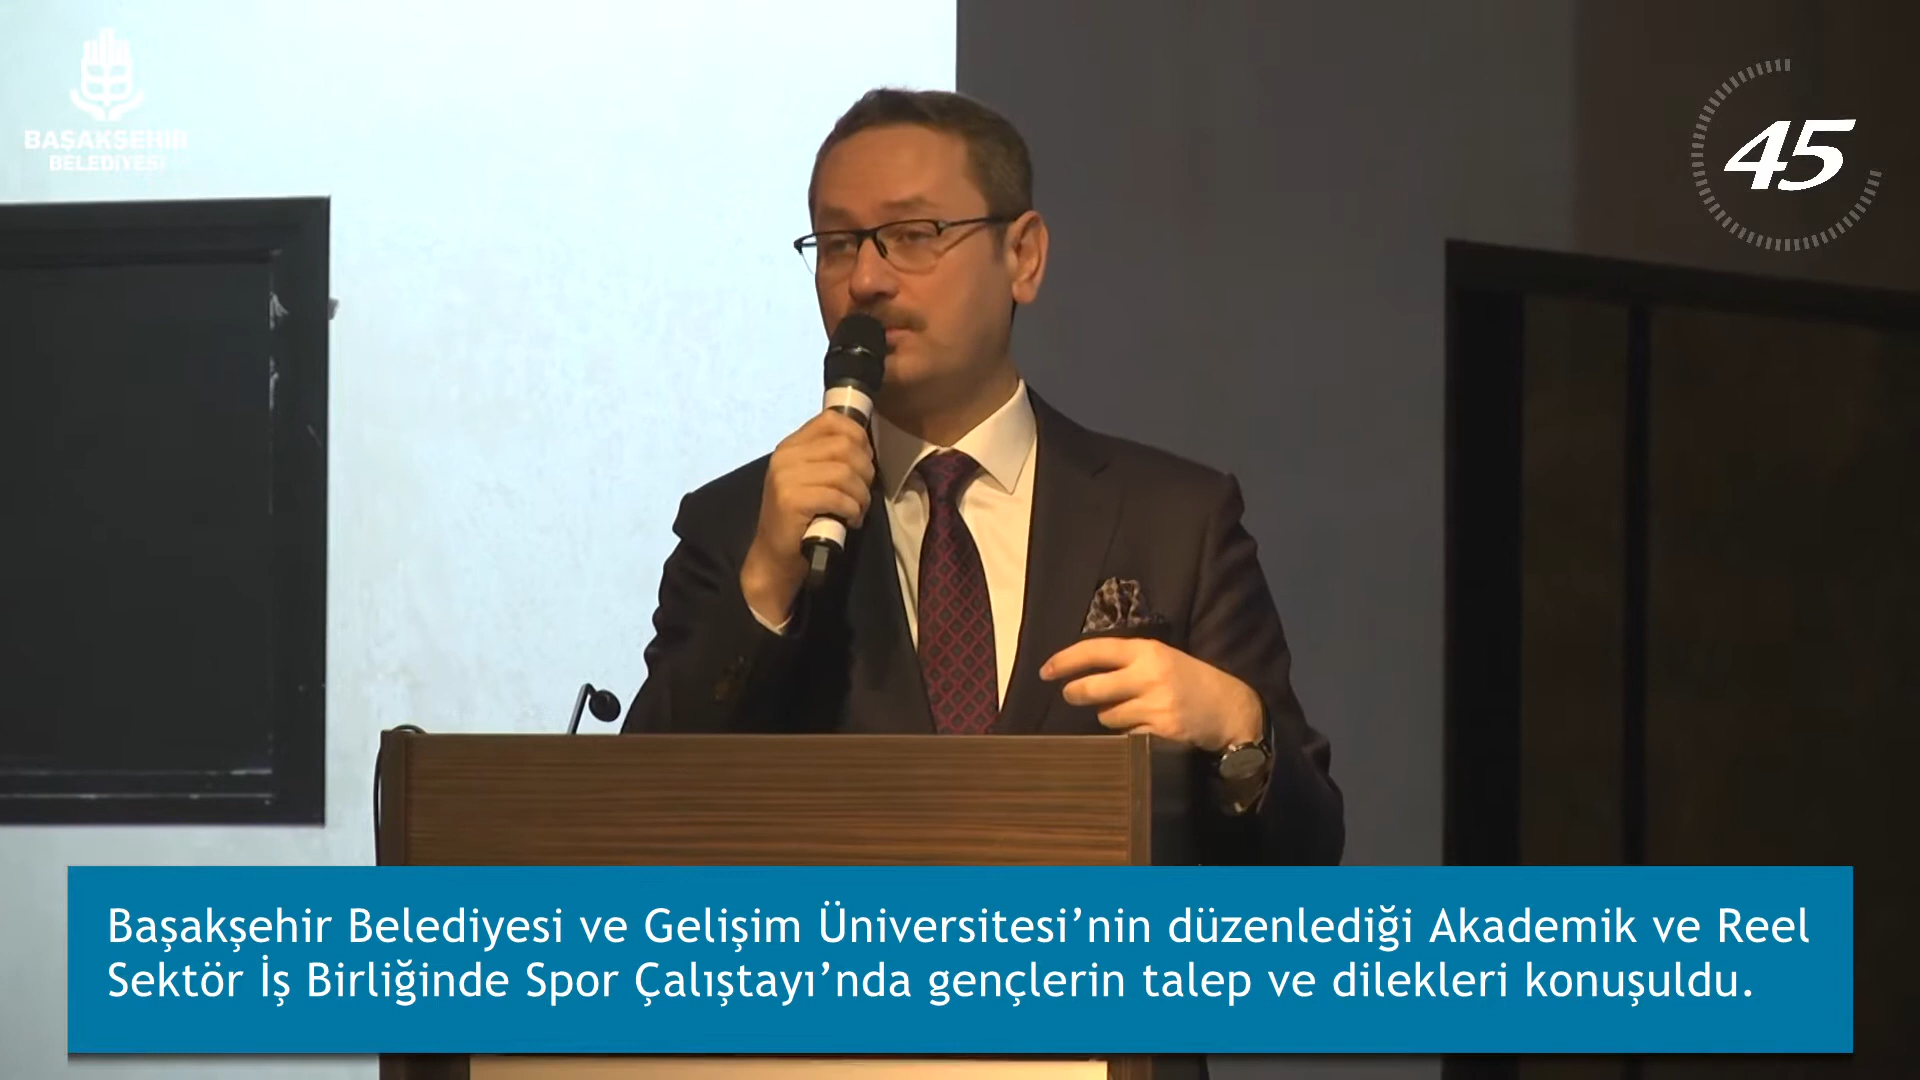 BAŞAKŞEHİR
BELEDİYESİ
45
Başakşehir Belediyesi ve Gelişim Üniversitesi’nin düzenlediği Akademik ve Reel
Sektör İş Birliğinde Spor Çalıştayı’nda gençlerin talep ve dilekleri konuşuldu.